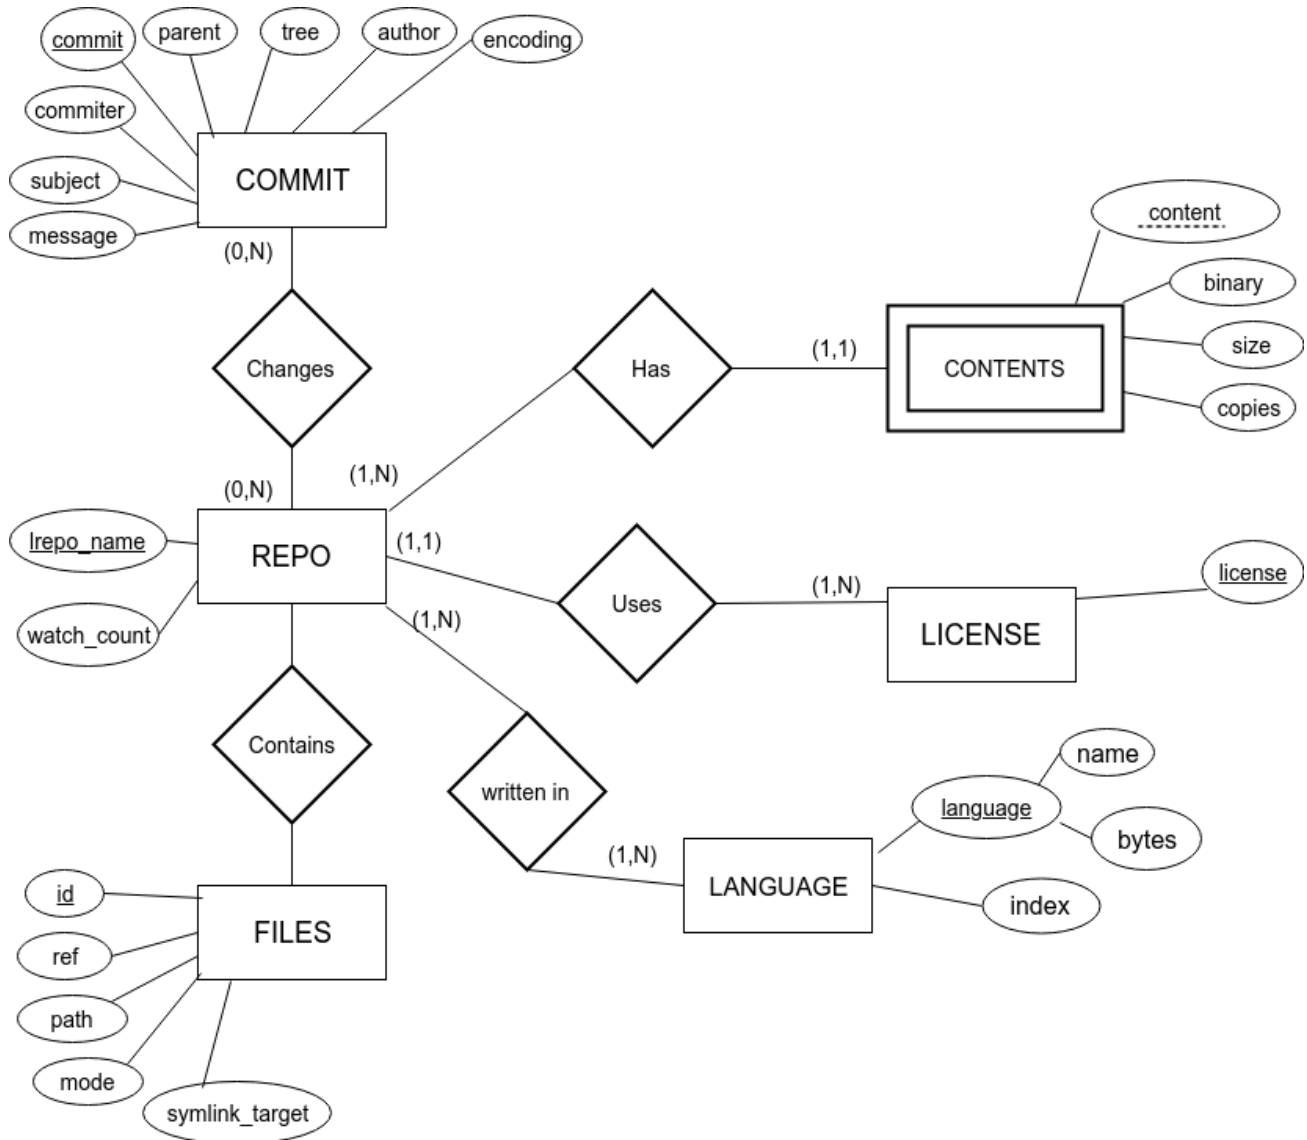 commit
parent
tree
author
encoding
commiter
subject
message
COMMIT
(0,N)
Changes
(0,N)
content
binary
size
copies
CONTENTS
(1,1)
Has
(1,N)
lrepo_name
watch_count
REPO
(1,1)
Uses
(1,N)
license
LICENSE
(1,N)
written in
(1,N)
LANGUAGE
language
name
bytes
index
Contains
id
ref
path
mode
symlink_target
FILES